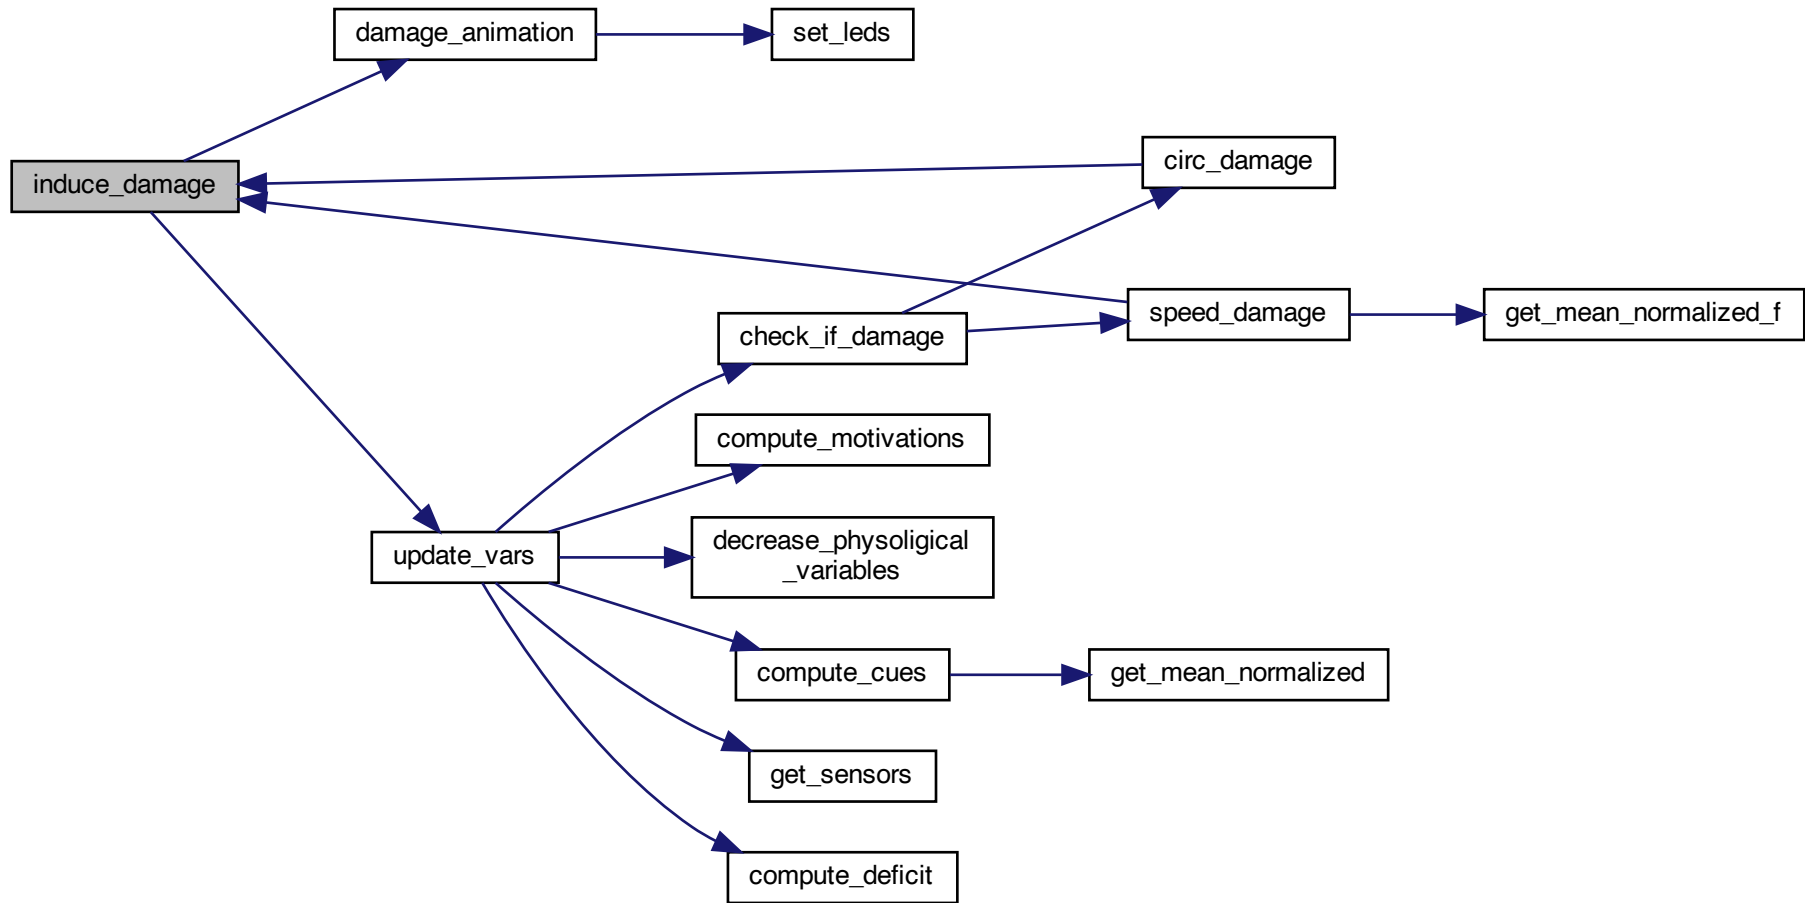 damage_animation
set_leds
circ_damage
induce_damage
speed_damage
get_mean_normalized_f
check_if_damage
compute_motivations
update_vars
decrease_physoligical
_variables
compute_cues
get_mean_normalized
get_sensors
compute_deficit